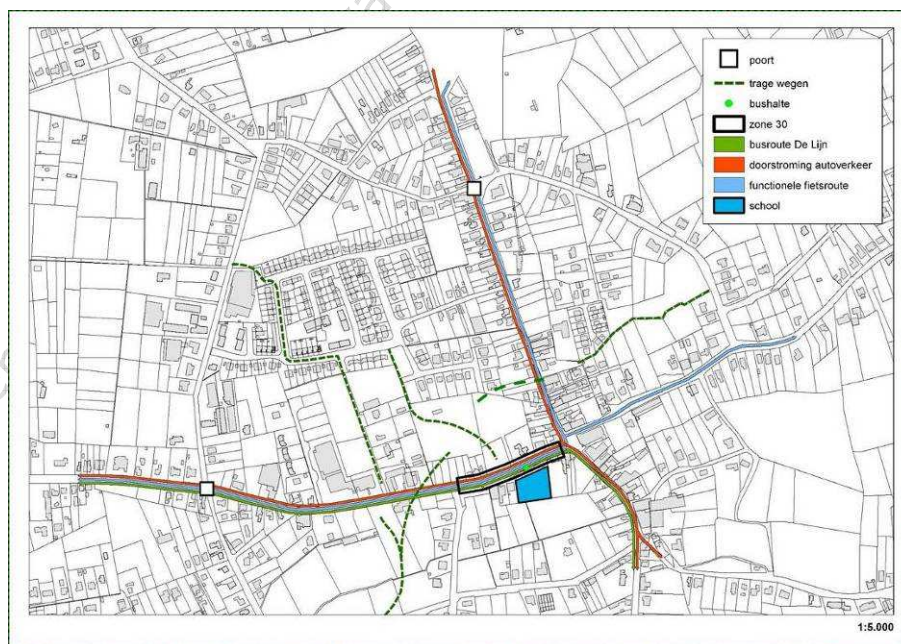 poort
trage wegen
bushalte
zone 30
busroute De Lijn
doorstroming autoverkeer
functionele fietsroute
school
1:5.000